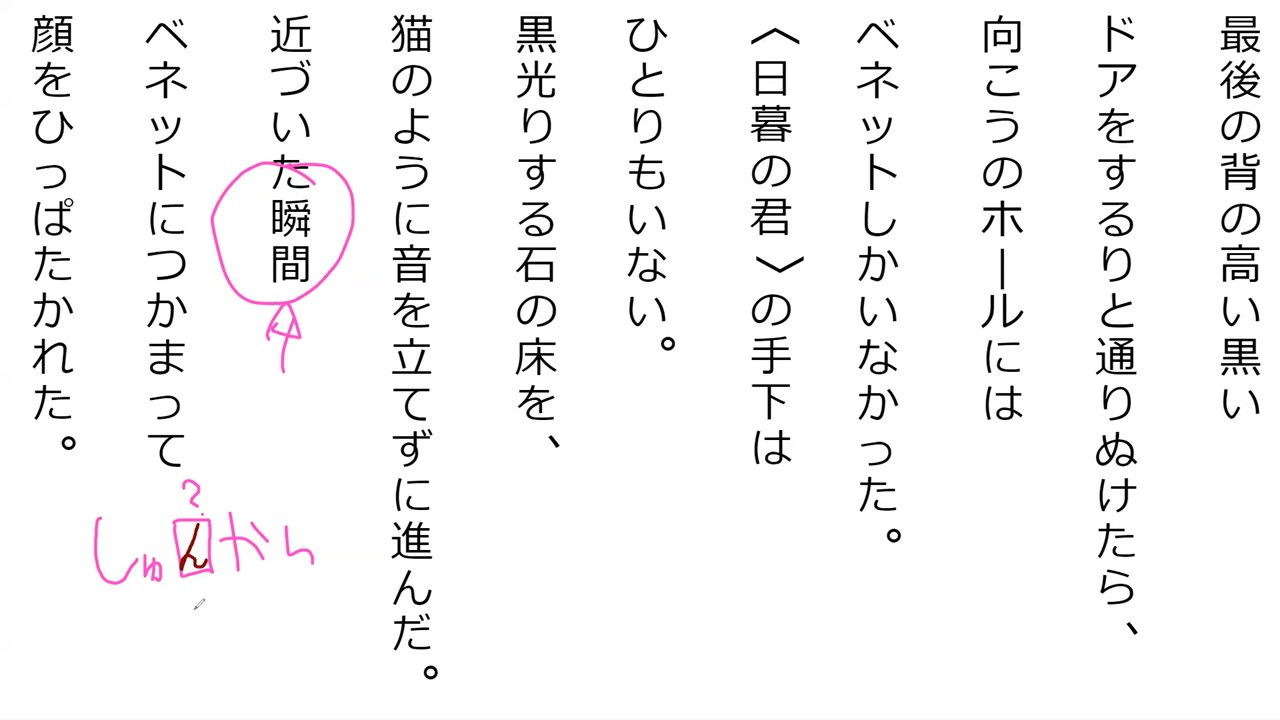 最後の背の高い黒い
ドアをするりと通りぬけたら、
向こうのホールには
ベネットしかいなかった。
〈日暮の君〉の手下は
ひとりもいない。
黒光りする石の床を、
猫のように音を立てずに進んだ。
近づいた瞬間
ベネットにつかまって
顔をひっぱたかれた。
?
しゅんかん